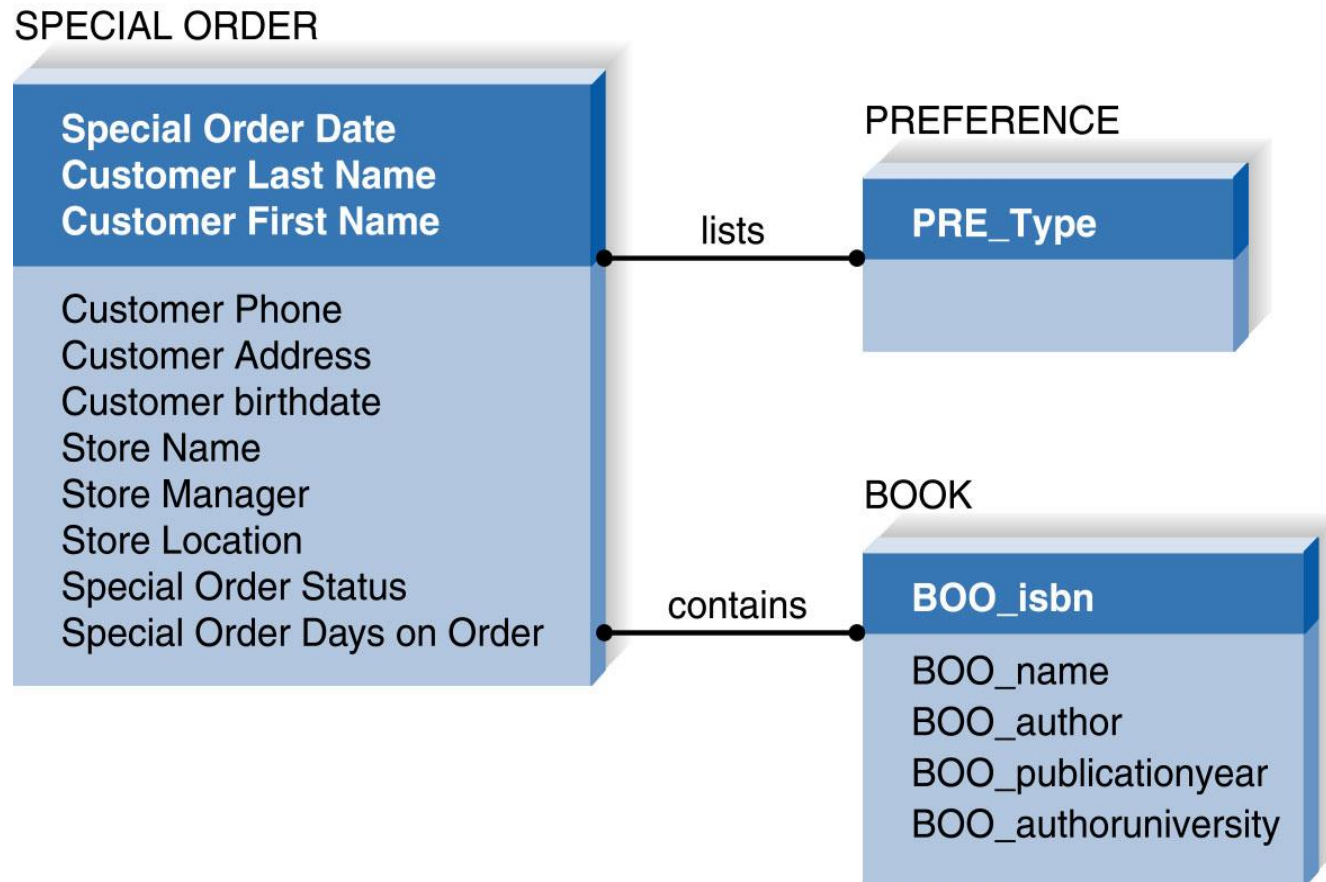 SPECIAL ORDER
Special Order Date
Customer Last Name
Customer First Name
Customer Phone
Customer Address
Customer birthdate
Store Name
Store Manager
Store Location
Special Order Status
Special Order Days on Order
lists
contains
PREFERENCE
PRE_Type
BOOK
BOO_isbn
BOO_name
BOO_author
BOO_publicationyear
BOO_authoruniversity